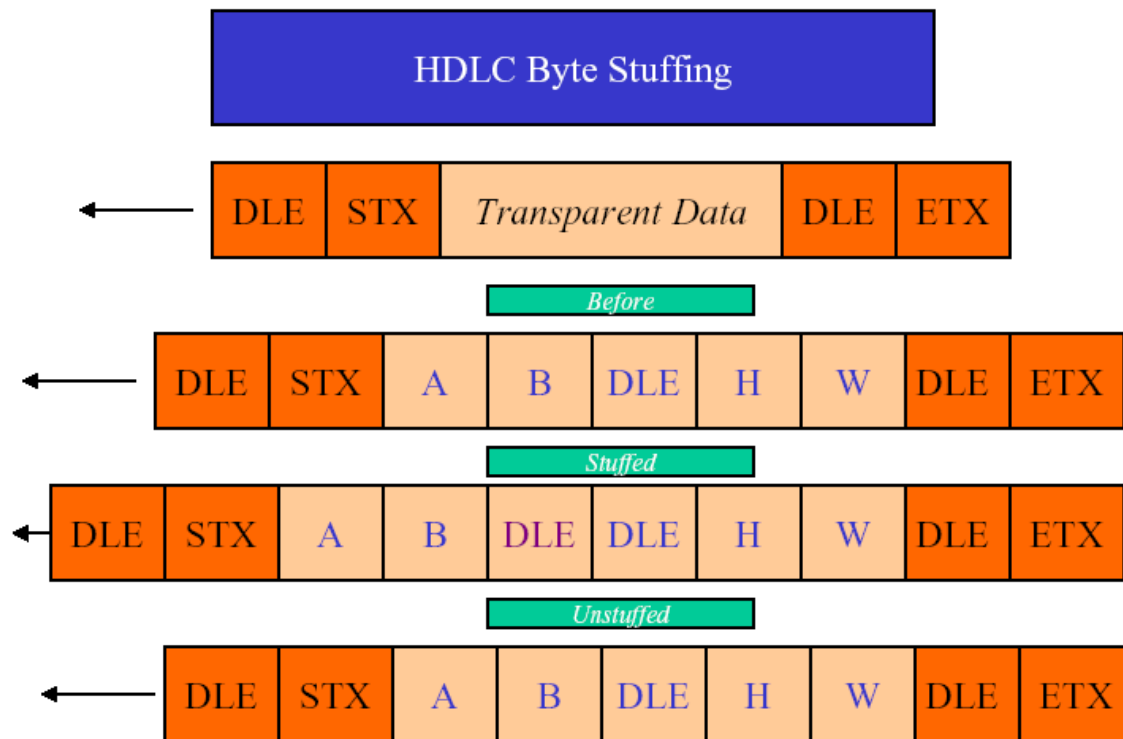 HDLC Byte Stuffing
DLE STX Transparent Data DLE ETX
Before
DLE STX A B DLE H W DLE ETX
Stuffed
DLE STX A B DLE DLE H W DLE ETX
Unstuffed
DLE STX A B DLE H W DLE ETX